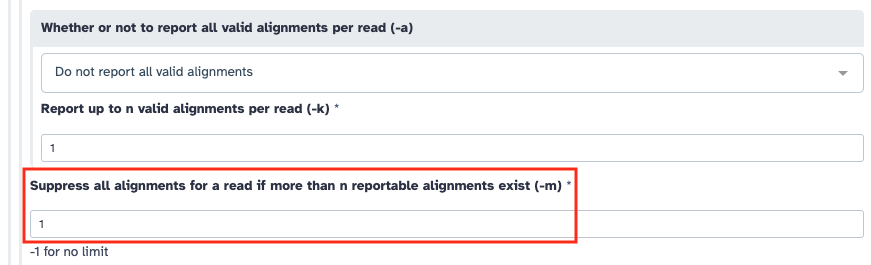 Whether or not to report all valid alignments per read (-a)
Do not report all valid alignments
Report up to n valid alignments per read (-k) *
1
Suppress all alignments for a read if more than n reportable alignments exist (-m) *
1
-1 for no limit